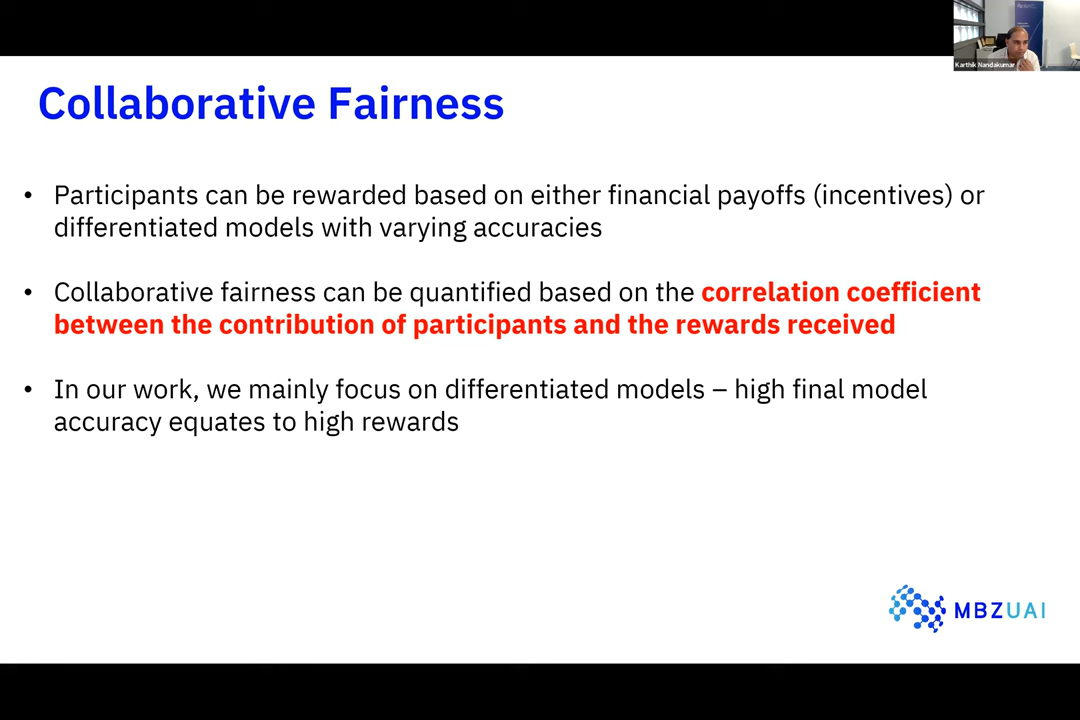 Collaborative Fairness
• Participants can be rewarded based on either financial payoffs (incentives) or
differentiated models with varying accuracies
• Collaborative fairness can be quantified based on the correlation coefficient
between the contribution of participants and the rewards received
• In our work, we mainly focus on differentiated models – high final model
accuracy equates to high rewards
MBZUAI
Karthik Nandakumar